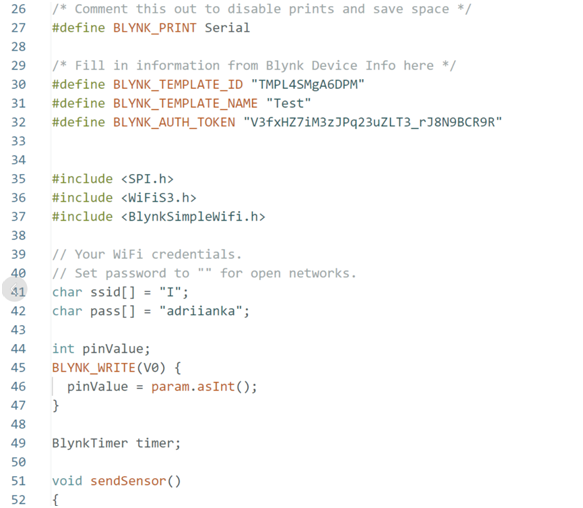 26 /* Comment this out to disable prints and save space */
27 #define BLYNK_PRINT Serial
28
29 /* Fill in information from Blynk Device Info here */
30 #define BLYNK_TEMPLATE_ID "TMPL4SMgA6DPM"
31 #define BLYNK_TEMPLATE_NAME "Test"
32 #define BLYNK_AUTH_TOKEN "V3fxHZ7iM3zJPq23uZLT3_rJ8N9BCR9R"
33
34
35 #include <SPI.h>
36 #include <WiFiS3.h>
37 #include <BlynkSimpleWifi.h>
38
39 // Your WiFi credentials.
40 // Set password to "" for open networks.
41 char ssid[] = "I";
42 char pass[] = "adriianka";
43
44 int pinValue;
45 BLYNK_WRITE(V0) {
46   pinValue = param.asInt();
47 }
48
49 BlynkTimer timer;
50
51 void sendSensor()
52 {